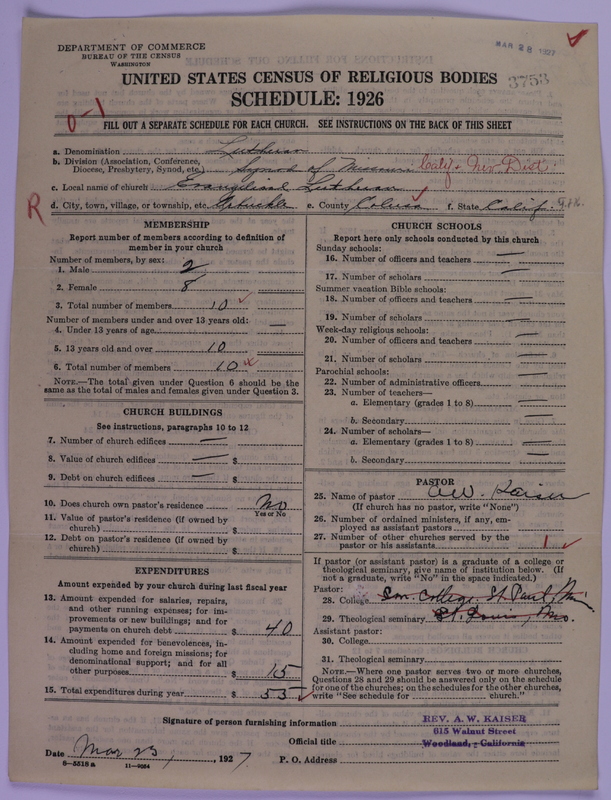 DEPARTMENT OF COMMERCE
BUREAU OF THE CENSUS
WASHINGTON
MAR 28 1927
3753
UNITED STATES CENSUS OF RELIGIOUS BODIES
SCHEDULE: 1926
0-1
FILL OUT A SEPARATE SCHEDULE FOR EACH CHURCH. SEE INSTRUCTIONS ON THE BACK OF THIS SHEET
a. Denomination Lutheran
b. Division (Association, Conference,
Diocese, Presbytery, Synod, etc.) Synod of Missouri Calif + Nev. Dist
c. Local name of church Evangelical Lutheran
R d. City, town, village, or township, etc. Arbuckle e. County Colusa f. State Calif.
MEMBERSHIP
Report number of members according to definition of
member in your church
Number of members, by sex:
1. Male 2
2. Female 8
3. Total number of members 10
Number of members under and over 13 years old:
4. Under 13 years of age —
5. 13 years old and over 10
6. Total number of members 10
NOTE.—The total given under Question 6 should be the
same as the total of males and females given under Question 3.
CHURCH BUILDINGS
See instructions, paragraphs 10 to 12
7. Number of church edifices —
8. Value of church edifices — $
9. Debt on church edifices — $
10. Does church own pastor's residence No
Yes or No
11. Value of pastor's residence (if owned by
church) $
12. Debt on pastor's residence (if owned by
church) $
EXPENDITURES
Amount expended by your church during last fiscal year
13. Amount expended for salaries, repairs,
and other running expenses; for im-
provements or new buildings; and for
payments on church debt $ 40
14. Amount expended for benevolences, in-
cluding home and foreign missions; for
denominational support; and for all
other purposes $ 15
15. Total expenditures during year $ 55
CHURCH SCHOOLS
Report here only schools conducted by this church
Sunday schools:
16. Number of officers and teachers —
17. Number of scholars —
Summer vacation Bible schools:
18. Number of officers and teachers —
19. Number of scholars —
Week-day religious schools:
20. Number of officers and teachers —
21. Number of scholars —
Parochial schools:
22. Number of administrative officers —
23. Number of teachers—
a. Elementary (grades 1 to 8) —
b. Secondary —
24. Number of scholars—
a. Elementary (grades 1 to 8) —
b. Secondary —
PASTOR
25. Name of pastor A.W. Kaiser
(If church has no pastor, write "None")
26. Number of ordained ministers, if any, em-
ployed as assistant pastors
27. Number of other churches served by the
pastor or his assistants 1
If pastor (or assistant pastor) is a graduate of a college or
theological seminary, give name of institution below. (If
not a graduate, write "No" in the space indicated.)
Pastor:
28. College Con. College, St. Paul,
29. Theological seminary St. Louis, Mo.
Assistant pastor:
30. College
31. Theological seminary
NOTE.—Where one pastor serves two or more churches,
Questions 28 and 29 should be answered only on the schedule
for one of the churches; on the schedules for the other churches,
write "See schedule for church."
Signature of person furnishing information REV. A. W. KAISER
Official title 615 Walnut Street
Woodland, - California
Date Mar 23, 1927 P. O. Address
8-5518a 11-9264